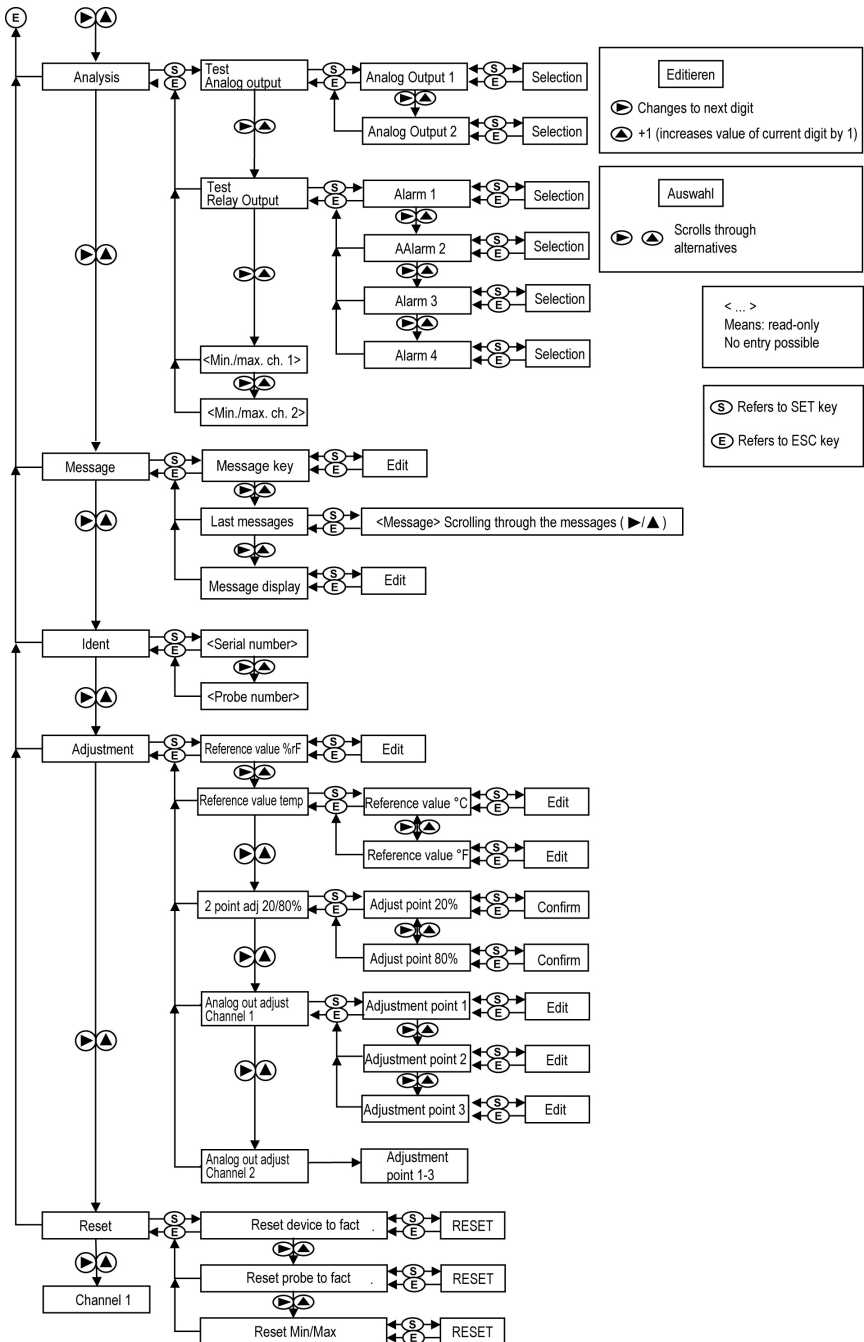 E
Analysis
S
E
Test
Analog output
S
E
Analog Output 1
S
E
Selection
Analog Output 2
S
E
Selection
Test
Relay Output
S
E
Alarm 1
S
E
Selection
AAlarm 2
S
E
Selection
Alarm 3
S
E
Selection
Alarm 4
S
E
Selection
<Min./max. ch. 1>
<Min./max. ch. 2>
Editieren
Changes to next digit
+1 (increases value of current digit by 1)
Auswahl
Scrolls through
alternatives
< ... >
Means: read-only
No entry possible
S Refers to SET key
E Refers to ESC key
Message
S
E
Message key
S
E
Edit
Last messages
S
E
<Message> Scrolling through the messages ( ▶/▲ )
Message display
S
E
Edit
Ident
S
E
<Serial number>
<Probe number>
Adjustment
S
E
Reference value %rF
S
E
Edit
Reference value temp
S
E
Reference value °C
S
E
Edit
Reference value °F
S
E
Edit
2 point adj 20/80%
S
E
Adjust point 20%
S
E
Confirm
Adjust point 80%
S
E
Confirm
Analog out adjust
Channel 1
S
E
Adjustment point 1
S
E
Edit
Adjustment point 2
S
E
Edit
Adjustment point 3
S
E
Edit
Analog out adjust
Channel 2
Adjustment
point 1-3
Reset
S
E
Reset device to fact .
S
E
RESET
Reset probe to fact .
S
E
RESET
Reset Min/Max
S
E
RESET
Channel 1